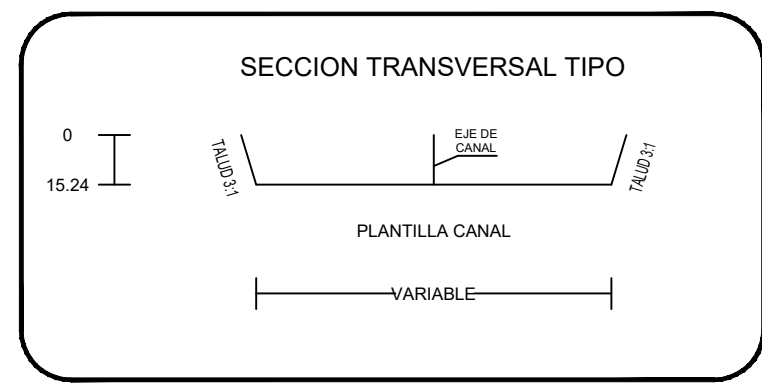 SECCION TRANSVERSAL TIPO
0
15.24
TALUD 3:1
EJE DE
CANAL
TALUD 3:1
PLANTILLA CANAL
VARIABLE